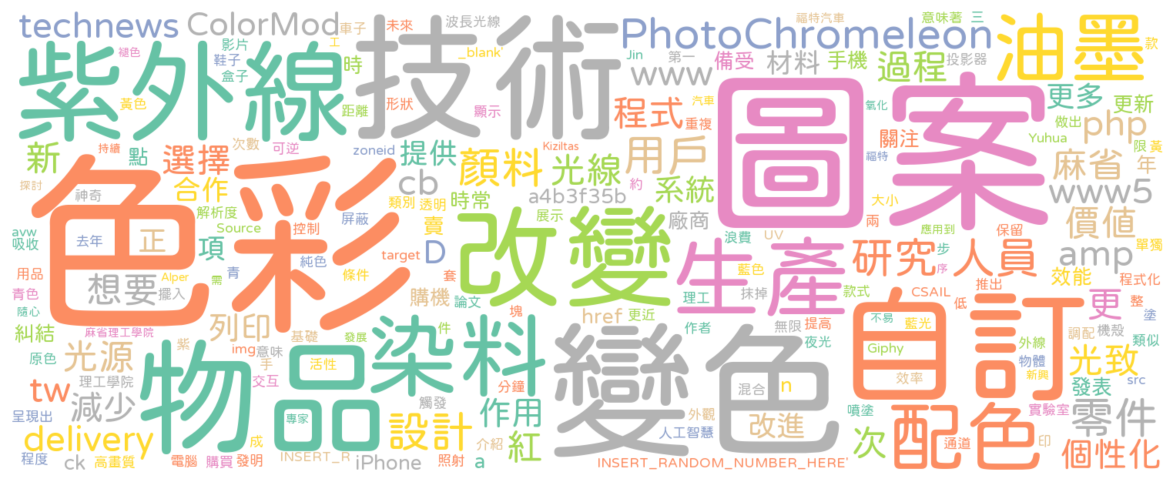 technews
ColorMod
車子
未來
波長光線
福特汽車
意味著
三
款
影片
工
褪色
鞋子
盒子
時
_blank'
PhotoChromeleon
油墨
紫外線
技術
Jin
第一
投影器
備受
材料
手機
過程
黃色
距離
形狀
顯示
www
程式
汽車
重複
圖案
氧化
更多
更新
做出
關注
php
Yuhua
限
黃
持續
新
點
次數
可逆
zoneid
提供
Kiziltas
顏料
光線
用戶
福特
麻省
年
探討
選擇
合作
神奇
cb
類別
透明
約
a4b3f35b
系統
大小
www5
解析度
控制
屏蔽
時常
賣
展示
廠商
兩
保留
價值
單獨
avw
吸收
Source
去年
正
項
色彩
純色
target
D
改變
浪費
UV
應用到
步
研究人員
amp
用品
青色
想要
擺入
Alper
需
青
條件
套
生產
藍色
理工
抹掉
款式
序
程式化
效能
隨心
購機
論文
塊
href
更近
作者
CSAIL
推出
低
更
整
糾結
麻省理工學院
列印
基礎
發展
件
無限
提高
夜光
不易
藍光
自訂
調配
機殼
塗
原色
光源
紫
img
意味
手
活性
染料
變色
Giphy
外線
物體
新興
光致
類似
理工學院
tw
減少
物品
交互
觸發
分鐘
混合
n
效率
發表
src
呈現出
專家
設計
作用
外觀
改進
噴塗
配色
實驗室
零件
delivery
成
介紹
紅
人工智慧
次
通道
印
程度
ck
高畫質
電腦
購買
發明
INSERT_R
iPhone
照射
a
INSERT_RANDOM_NUMBER_HERE'
個性化